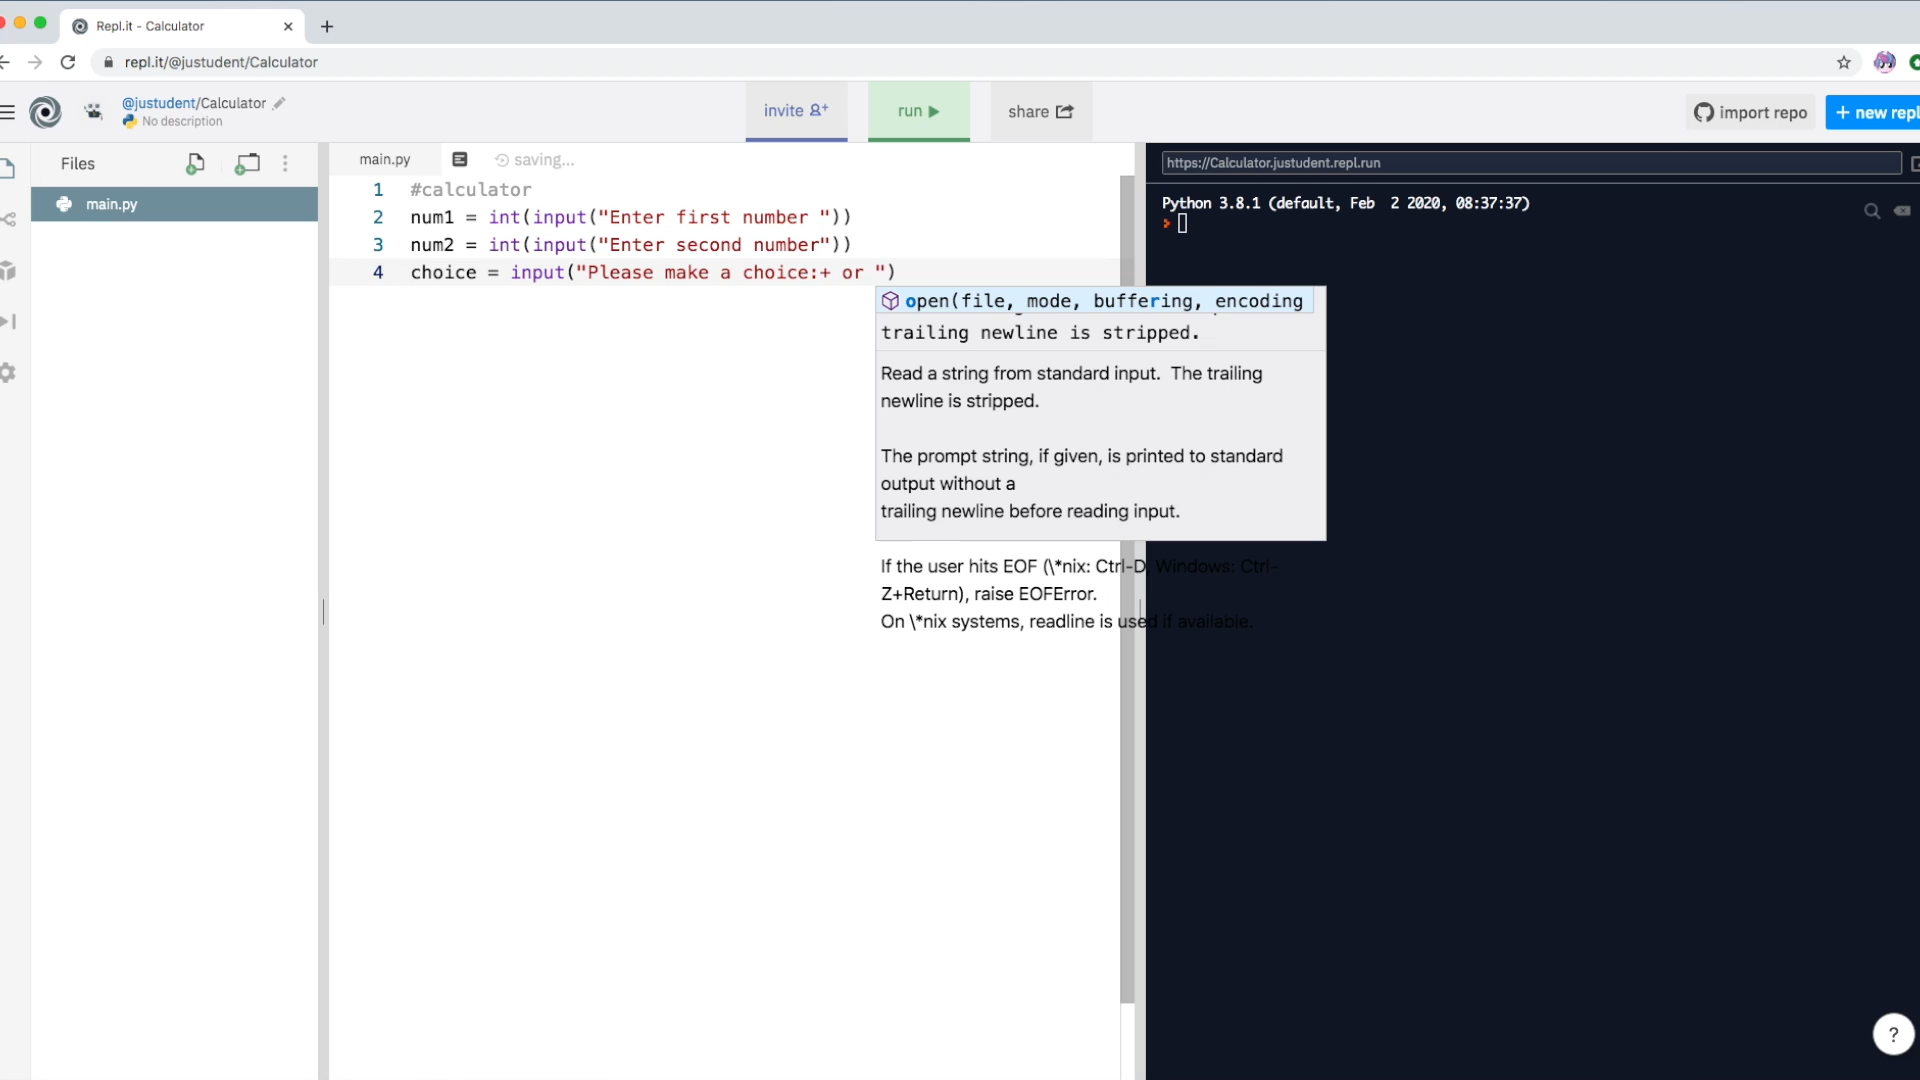 Repl.it - Calculator
repl.it/@justudent/Calculator
@justudent/Calculator
No description
invite
run
share
import repo
+ new repl
Files
main.py
saving...
https://Calculator.justudent.repl.run
main.py
1 #calculator
2 num1 = int(input("Enter first number "))
3 num2 = int(input("Enter second number"))
4 choice = input("Please make a choice:+ or ")
open(file, mode, buffering, encoding
trailing newline is stripped.
Read a string from standard input.  The trailing
newline is stripped.
The prompt string, if given, is printed to standard
output without a
trailing newline before reading input.
If the user hits EOF (\*nix: Ctrl-D, Windows: Ctrl-
Z+Return), raise EOFError.
On \*nix systems, readline is used if available.
Python 3.8.1 (default, Feb  2 2020, 08:37:37)
?